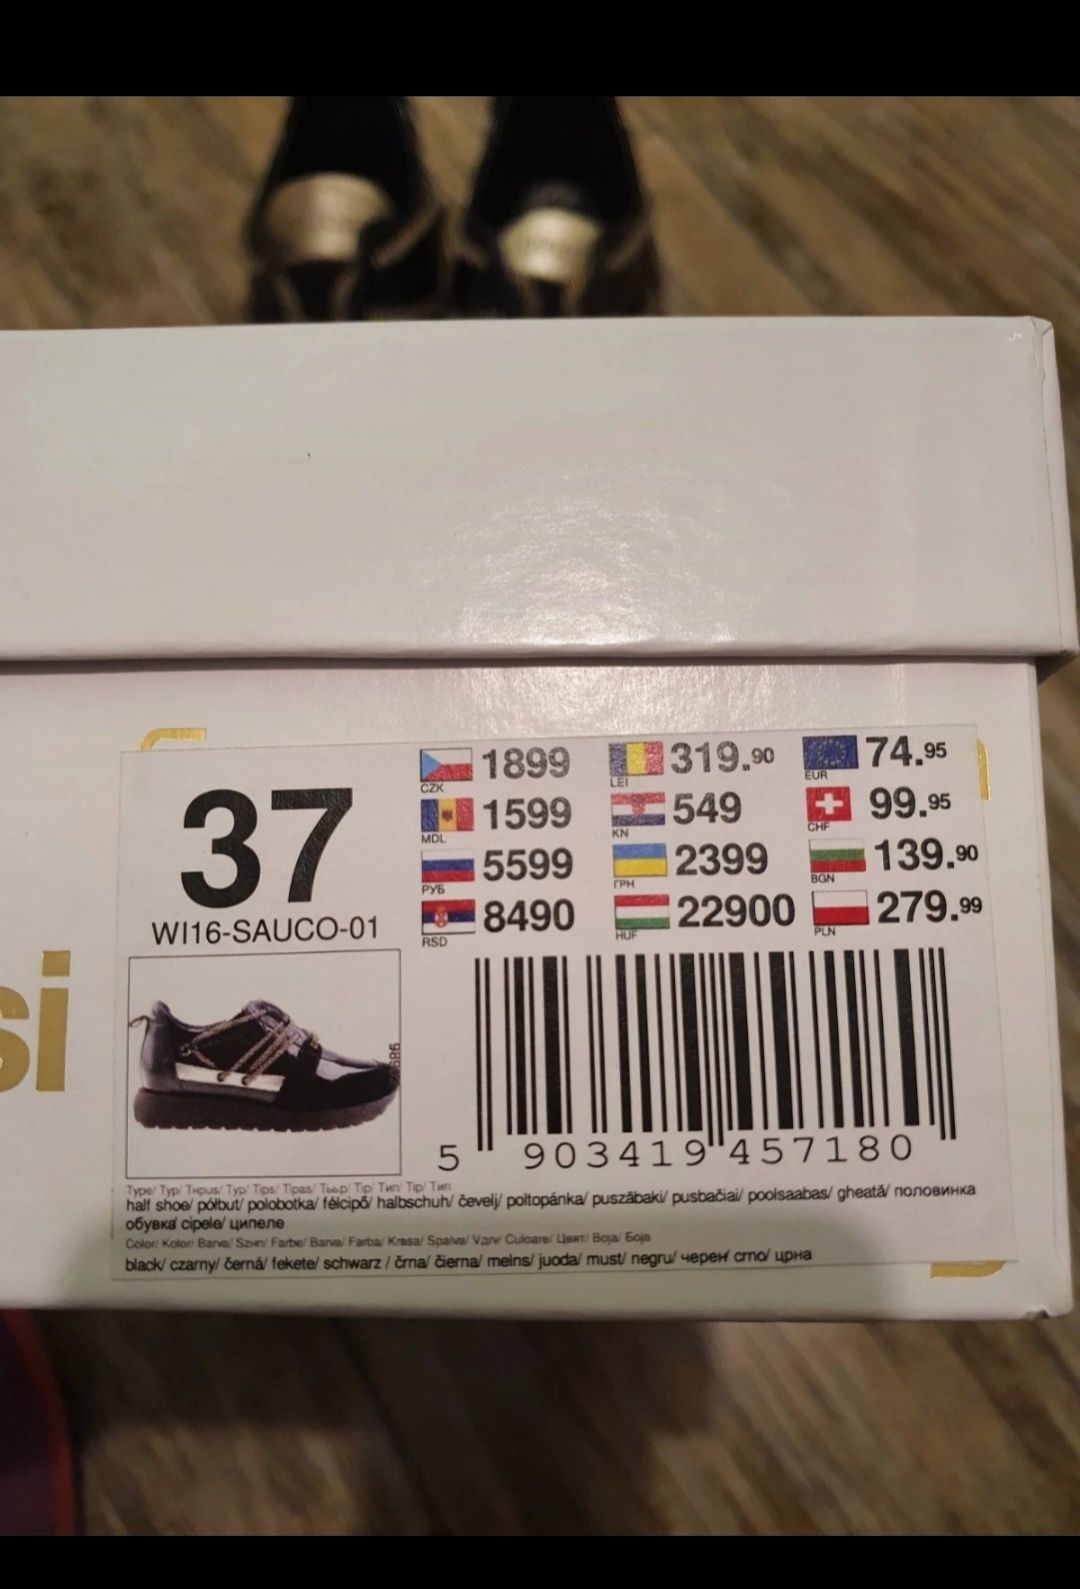 37
WI16-SAUCO-01
CZK 1899
LEI 319.90
EUR 74.95
MDL 1599
KN 549
CHF 99.95
РУБ 5599
ГРН 2399
BGN 139.90
RSD 8490
HUF 22900
PLN 279.99
si
989
5 903419 457180
Type/ Typ/ Tipas/ Tip/ Тип/ Tip/ Тип
half shoe/ półbut/ polobotka/ félcipő/ halbschuh/ čevelj/ poltopánka/ puszābaki/ pusbačiai/ poolsaabas/ gheată/ половинка
обувка/ cipele/ ципеле
Color/ Kolor/ Barva/ Szín/ Farbe/ Barva/ Farba/ Krasa/ Spalva/ Värv/ Culoare/ Цвят/ Boja/ Боја
black/ czarny/ černá/ fekete/ schwarz / črna/ čierna/ melns/ juoda/ must/ negru/ черен/ crno/ црна